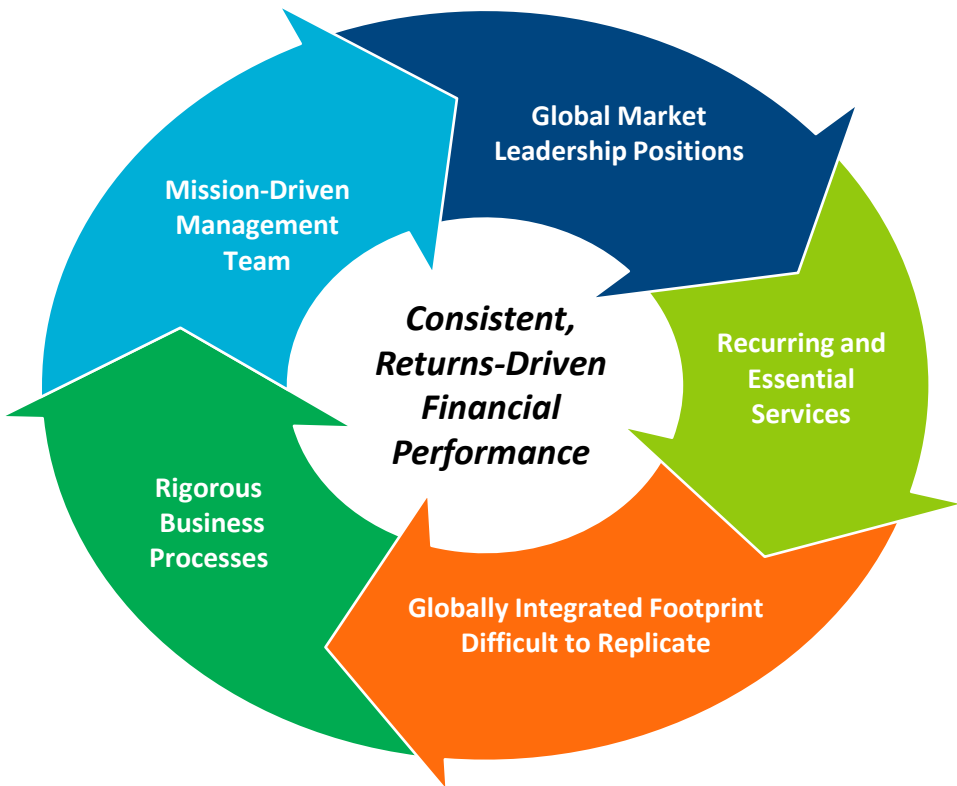 Global Market
Leadership Positions
Recurring and
Essential
Services
Globally Integrated Footprint
Difficult to Replicate
Rigorous
Business
Processes
Mission-Driven
Management
Team
Consistent,
Returns-Driven
Financial
Performance